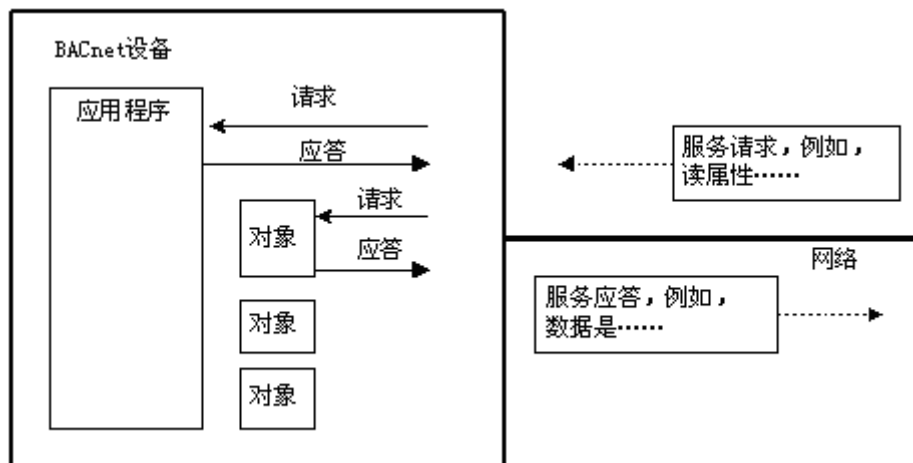 BACnet设备
应用程序
请求
应答
对象
请求
应答
对象
对象
服务请求，例如，
读属性……
网络
服务应答，例如，
数据是……